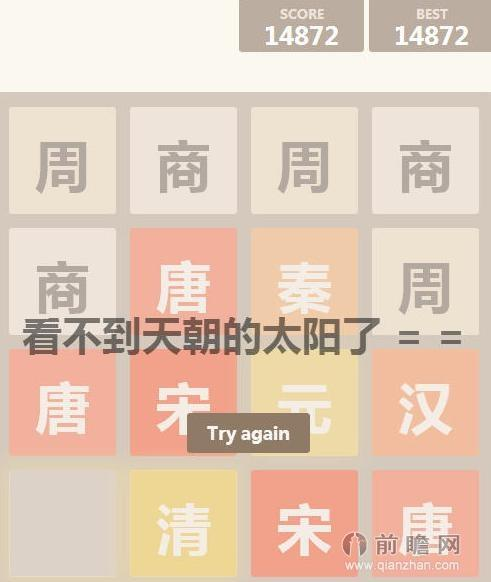 SCORE BEST
14872 14872
周 商 周 商
商 唐 秦 周
看不到天朝的太阳了 = =
唐 宋 元 汉
Try again
清 宋 唐
前瞻网
www.qianzhan.com